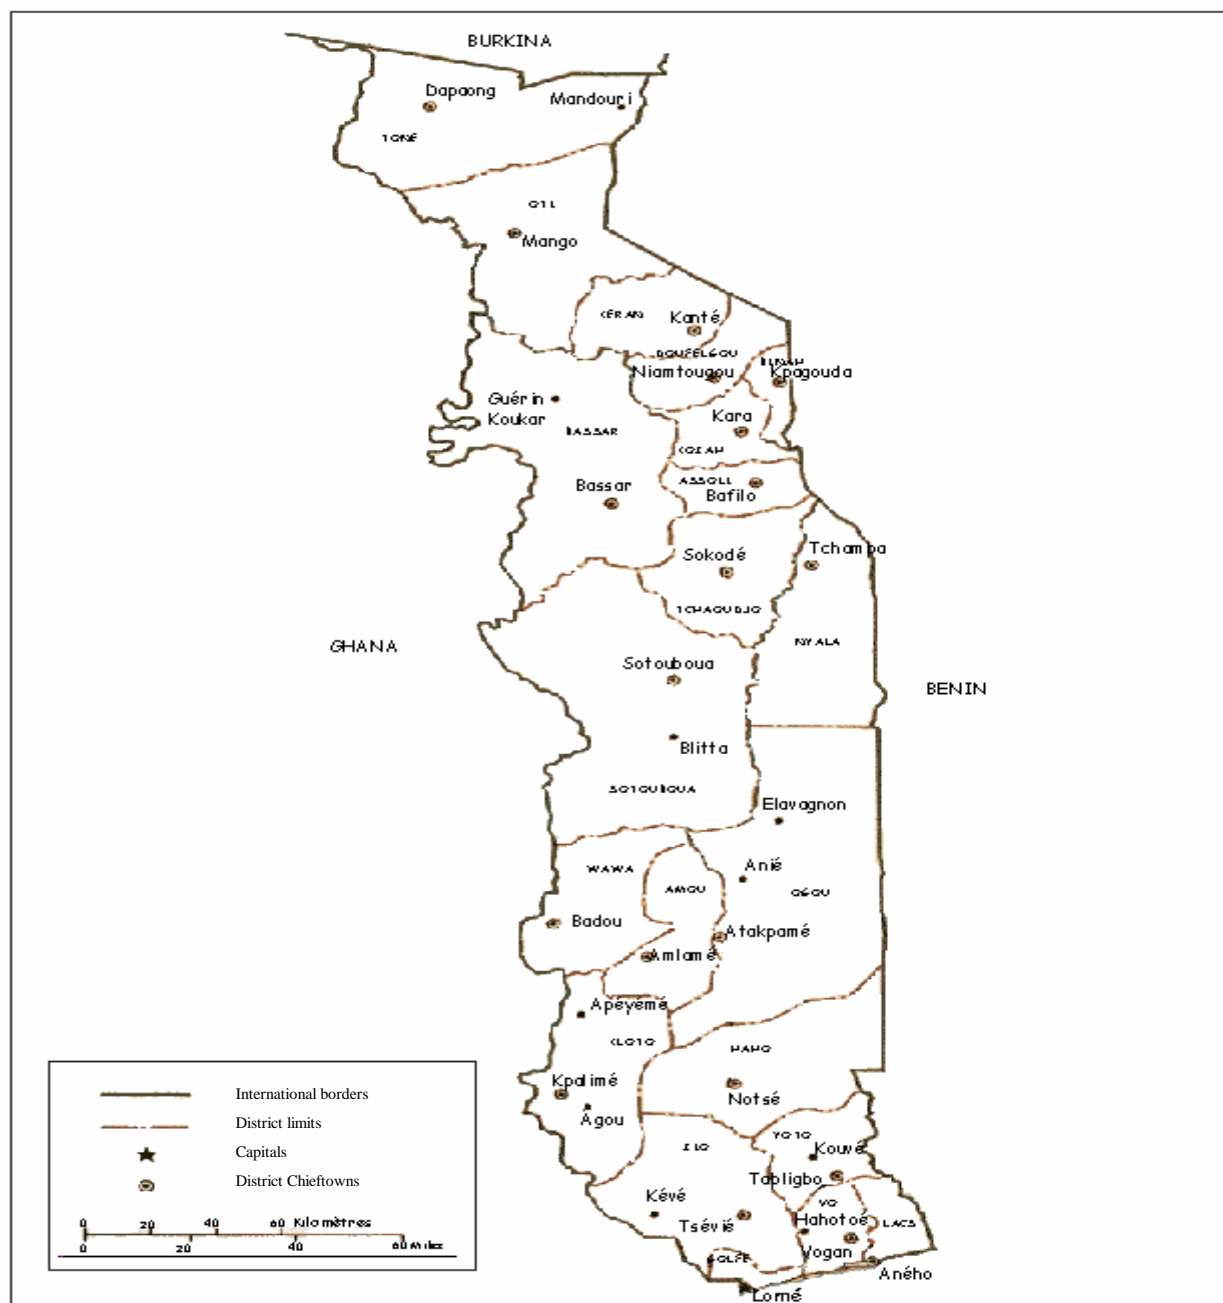 BURKINA
Dapaong
Mandouri
TONE
OTI
Mango
KÉRAN
Kanté
DOUFELGOU
BINAH
Niamtougou
Kpagouda
Guérin
Koukar
Kara
BASSAR
KOZAH
Bassar
ASSOLI
Bafilo
Sokodé
Tchamba
TCHAOUDJO
GHANA
NYALA
Sotouboua
BENIN
Blitta
SOTOUBOUA
Elavagnon
WAWA
Anié
AMOU
OGOU
Badou
Atakpamé
Amlamé
Apéyemé
KLOTO
HAHO
Kpalimé
Notsé
Agou
YOTO
ZIO
Kouvé
Tabligbo
Kévé
VO
Hahotoé
LACS
Tsévié
Vogan
GOLFE
Aného
Lomé
International borders
District limits
Capitals
District Chieftowns
0 20 40 60 Kilomètres
0 20 40 60 Miles